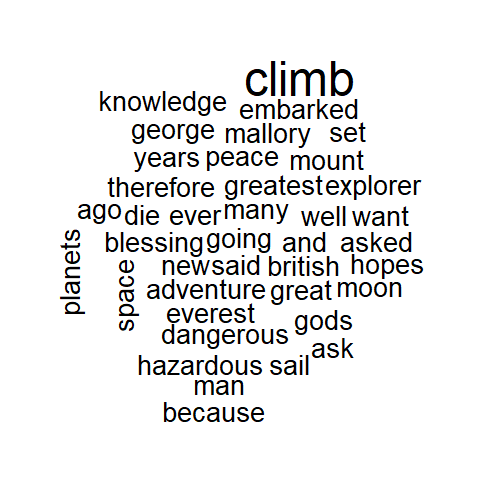 climb
knowledge embarked
george mallory set
years peace mount
therefore greatest explorer
ago die ever many well want
blessing going and asked
planets space new said british hopes
adventure great moon
everest gods
dangerous ask
hazardous sail
man
because